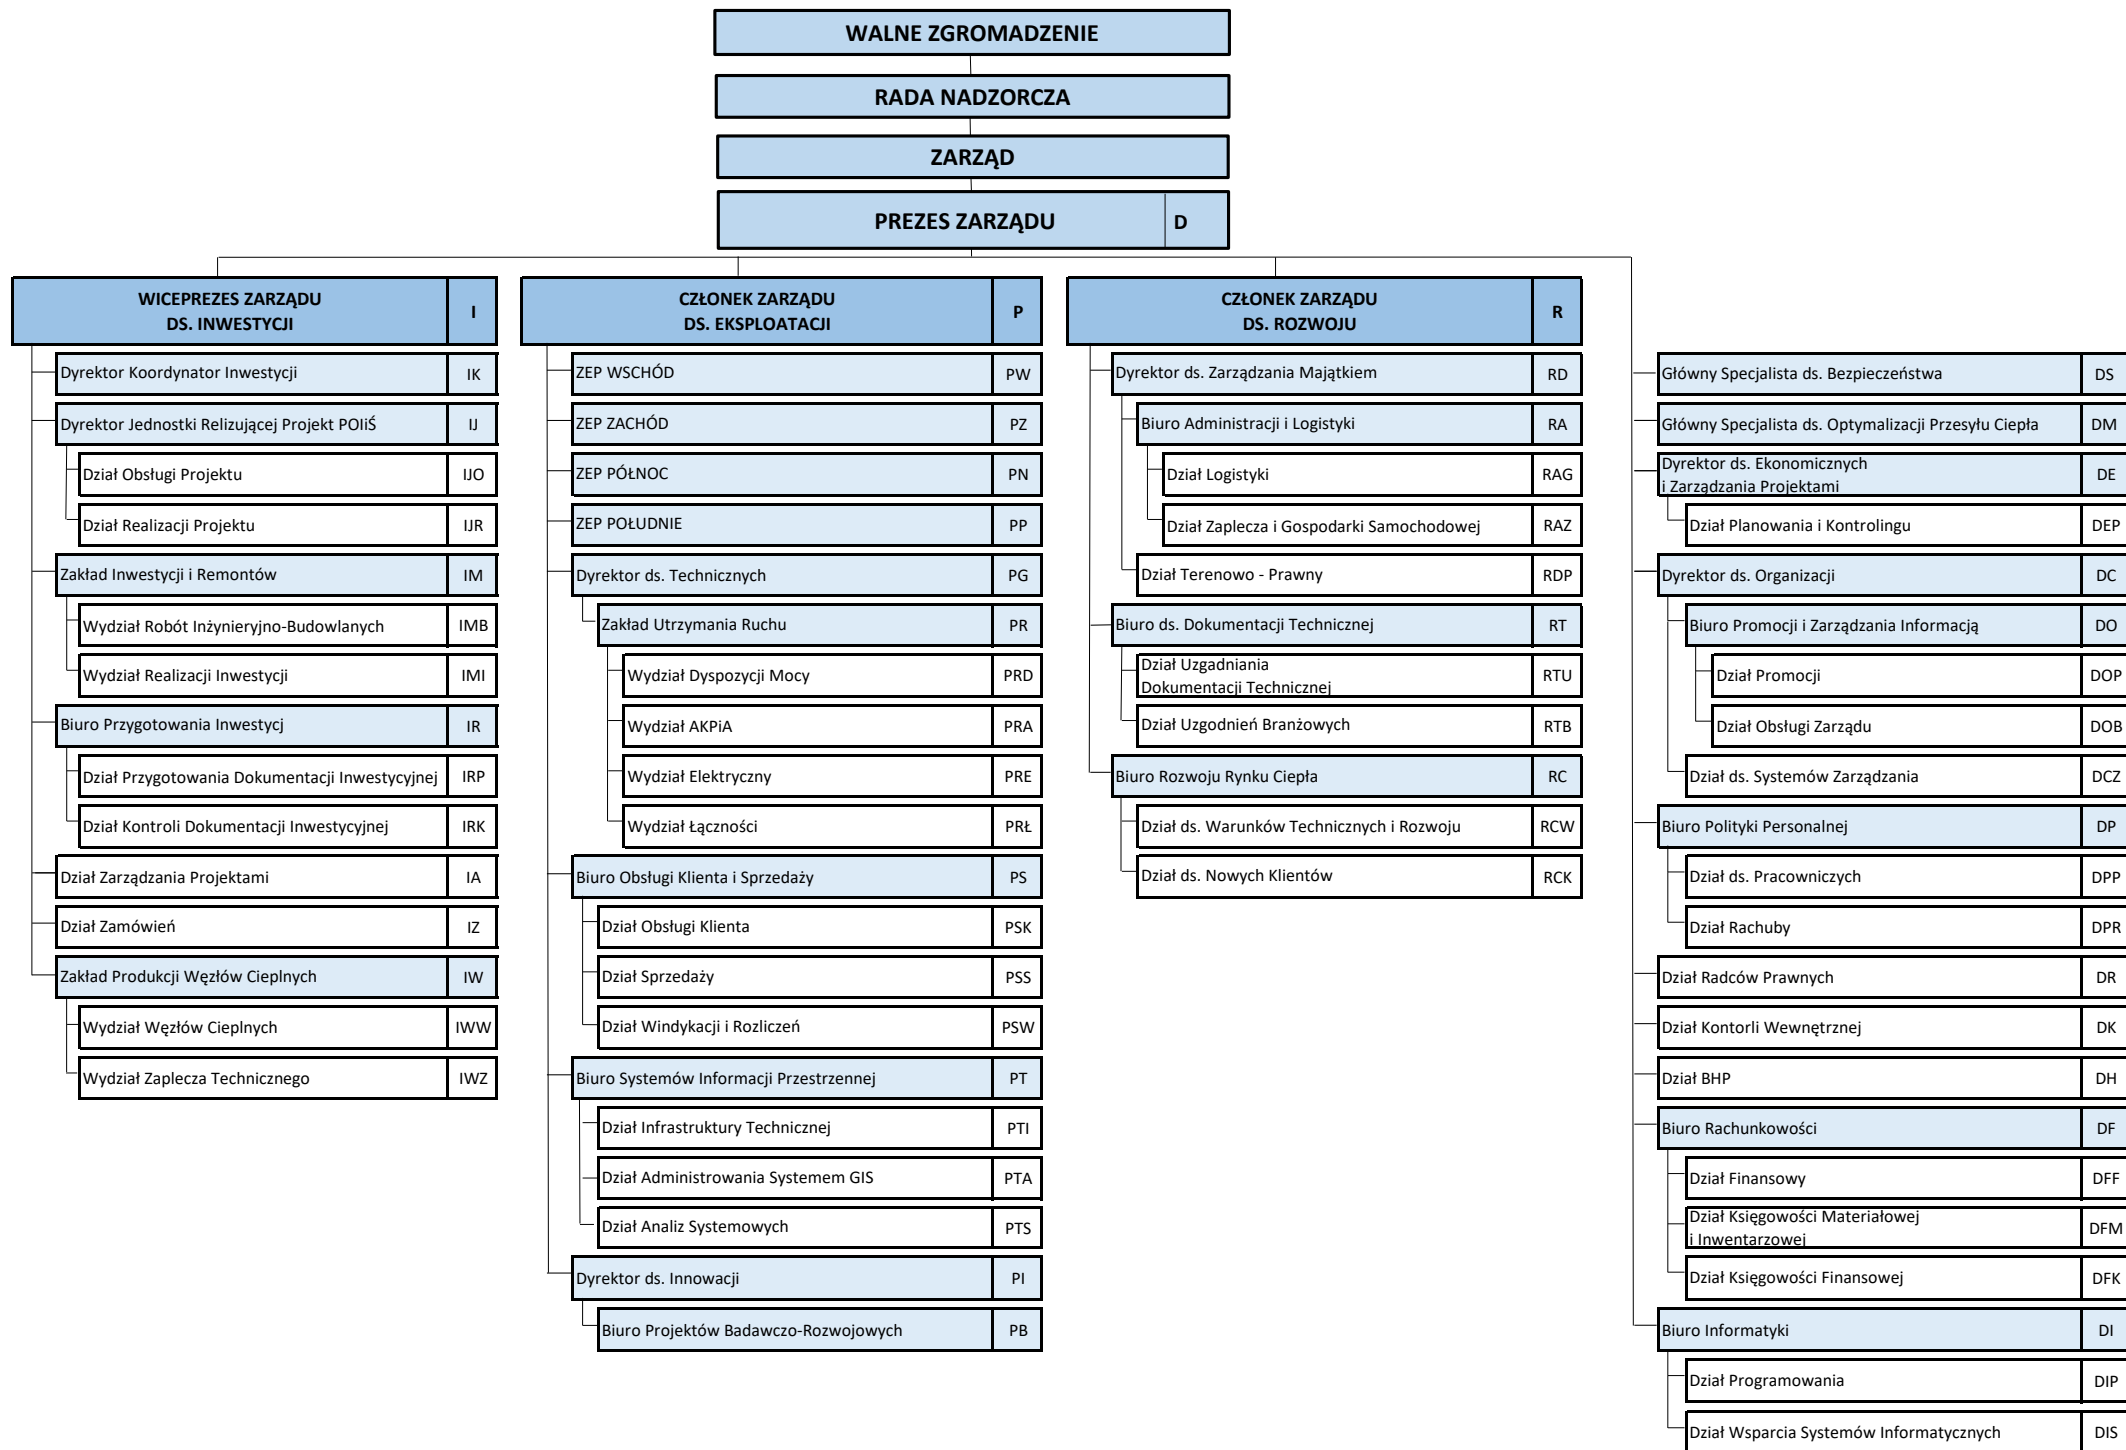 WALNE ZGROMADZENIE
RADA NADZORCZA
ZARZĄD
PREZES ZARZĄDU D
WICEPREZES ZARZĄDU
DS. INWESTYCJI
I
Dyrektor Koordynator Inwestycji IK
Dyrektor Jednostki Relizującej Projekt POIiŚ IJ
Dział Obsługi Projektu IJO
Dział Realizacji Projektu IJR
Zakład Inwestycji i Remontów IM
Wydział Robót Inżynieryjno-Budowlanych IMB
Wydział Realizacji Inwestycji IMI
Biuro Przygotowania Inwestycj IR
Dział Przygotowania Dokumentacji Inwestycyjnej IRP
Dział Kontroli Dokumentacji Inwestycyjnej IRK
Dział Zarządzania Projektami IA
Dział Zamówień IZ
Zakład Produkcji Węzłów Cieplnych IW
Wydział Węzłów Cieplnych IWW
Wydział Zaplecza Technicznego IWZ
CZŁONEK ZARZĄDU
DS. EKSPLOATACJI
P
ZEP WSCHÓD PW
ZEP ZACHÓD PZ
ZEP PÓŁNOC PN
ZEP POŁUDNIE PP
Dyrektor ds. Technicznych PG
Zakład Utrzymania Ruchu PR
Wydział Dyspozycji Mocy PRD
Wydział AKPiA PRA
Wydział Elektryczny PRE
Wydział Łączności PRŁ
Biuro Obsługi Klienta i Sprzedaży PS
Dział Obsługi Klienta PSK
Dział Sprzedaży PSS
Dział Windykacji i Rozliczeń PSW
Biuro Systemów Informacji Przestrzennej PT
Dział Infrastruktury Technicznej PTI
Dział Administrowania Systemem GIS PTA
Dział Analiz Systemowych PTS
Dyrektor ds. Innowacji PI
Biuro Projektów Badawczo-Rozwojowych PB
CZŁONEK ZARZĄDU
DS. ROZWOJU
R
Dyrektor ds. Zarządzania Majątkiem RD
Biuro Administracji i Logistyki RA
Dział Logistyki RAG
Dział Zaplecza i Gospodarki Samochodowej RAZ
Dział Terenowo - Prawny RDP
Biuro ds. Dokumentacji Technicznej RT
Dział Uzgadniania
Dokumentacji Technicznej
RTU
Dział Uzgodnień Branżowych RTB
Biuro Rozwoju Rynku Ciepła RC
Dział ds. Warunków Technicznych i Rozwoju RCW
Dział ds. Nowych Klientów RCK
Główny Specjalista ds. Bezpieczeństwa DS
Główny Specjalista ds. Optymalizacji Przesyłu Ciepła DM
Dyrektor ds. Ekonomicznych
i Zarządzania Projektami
DE
Dział Planowania i Kontrolingu DEP
Dyrektor ds. Organizacji DC
Biuro Promocji i Zarządzania Informacją DO
Dział Promocji DOP
Dział Obsługi Zarządu DOB
Dział ds. Systemów Zarządzania DCZ
Biuro Polityki Personalnej DP
Dział ds. Pracowniczych DPP
Dział Rachuby DPR
Dział Radców Prawnych DR
Dział Kontorli Wewnętrznej DK
Dział BHP DH
Biuro Rachunkowości DF
Dział Finansowy DFF
Dział Księgowości Materiałowej
i Inwentarzowej
DFM
Dział Księgowości Finansowej DFK
Biuro Informatyki DI
Dział Programowania DIP
Dział Wsparcia Systemów Informatycznych DIS